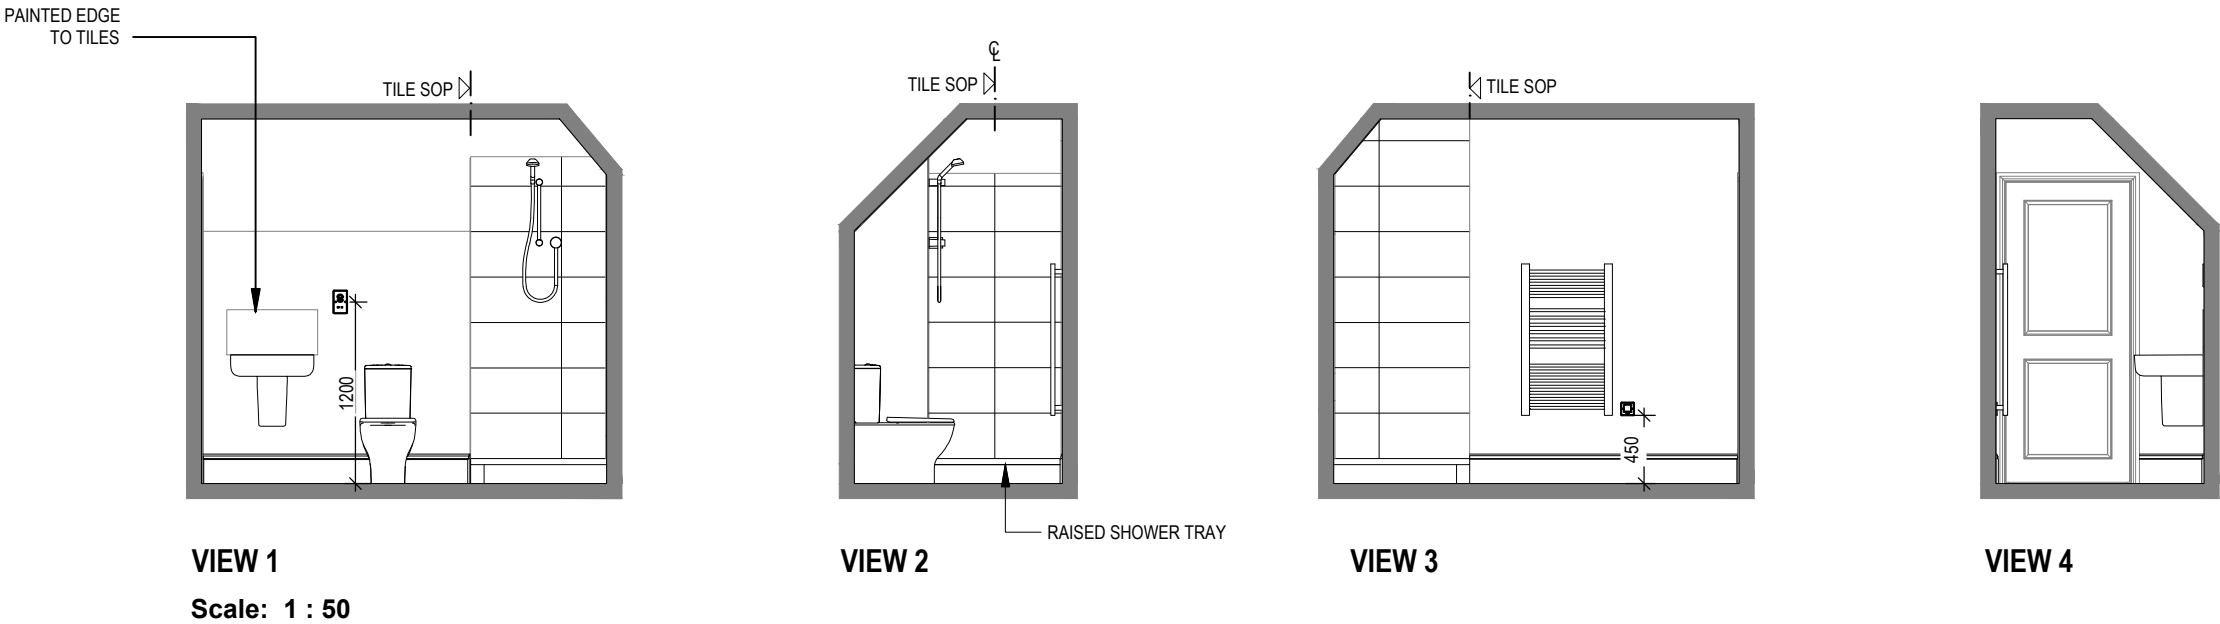 PAINTED EDGE
TO TILES
TILE SOP
1200
VIEW 1
Scale: 1 : 50
℄
TILE SOP
RAISED SHOWER TRAY
VIEW 2
TILE SOP
450
VIEW 3
VIEW 4